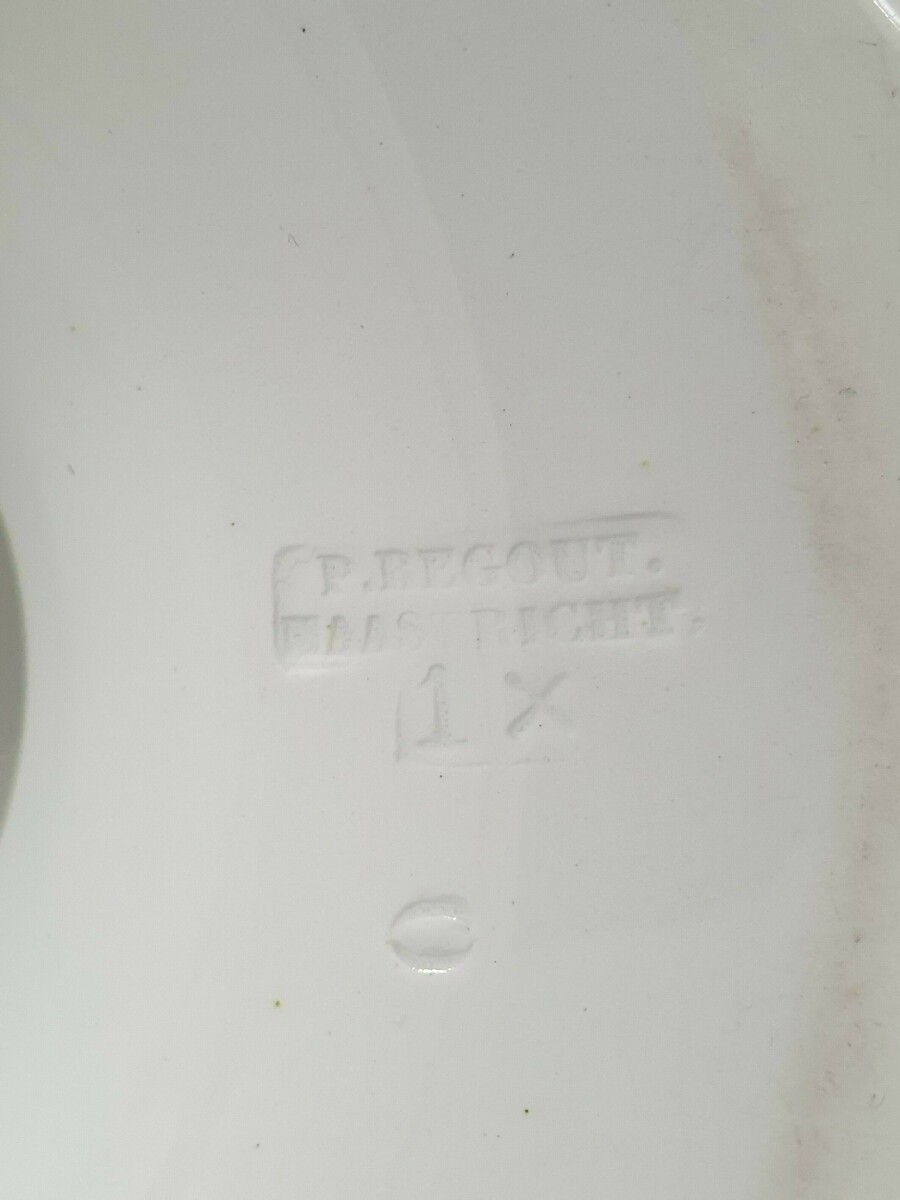 P.REGOUT.
MAASTRICHT.
1 X